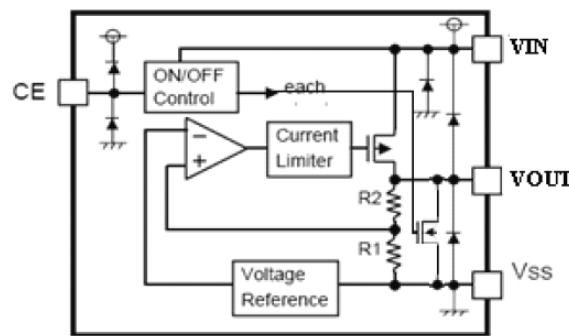 VIN
CE
ON/OFF
Control
each
−
+
Current
Limiter
R2
VOUT
R1
Voltage
Reference
Vss